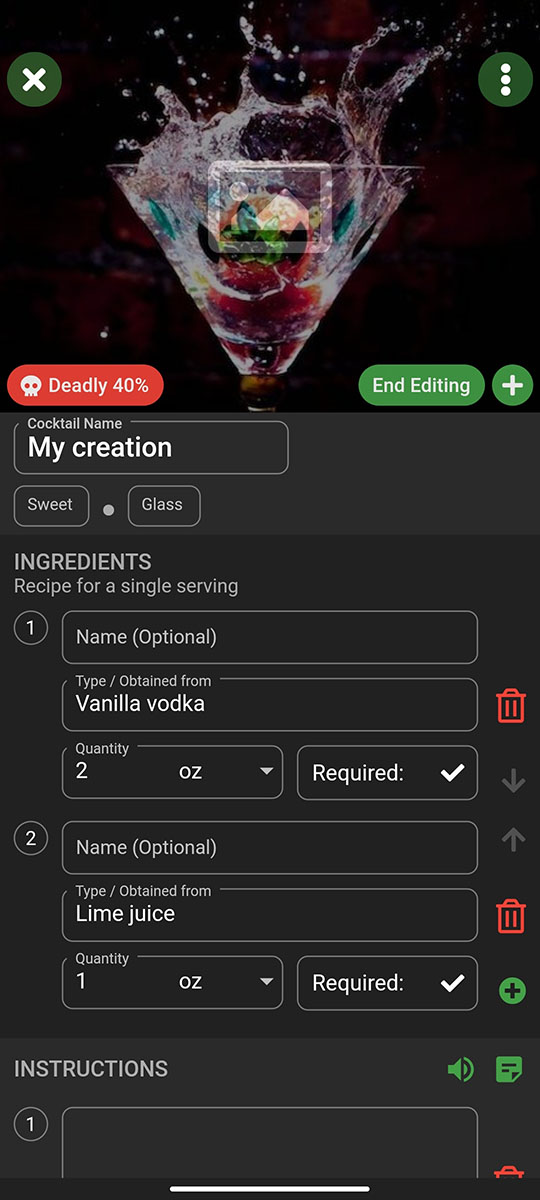 Deadly 40%
End Editing
Cocktail Name
My creation
Sweet
Glass
INGREDIENTS
Recipe for a single serving
1
Name (Optional)
Type / Obtained from
Vanilla vodka
Quantity
2 oz
Required:
2
Name (Optional)
Type / Obtained from
Lime juice
Quantity
1 oz
Required:
INSTRUCTIONS
1